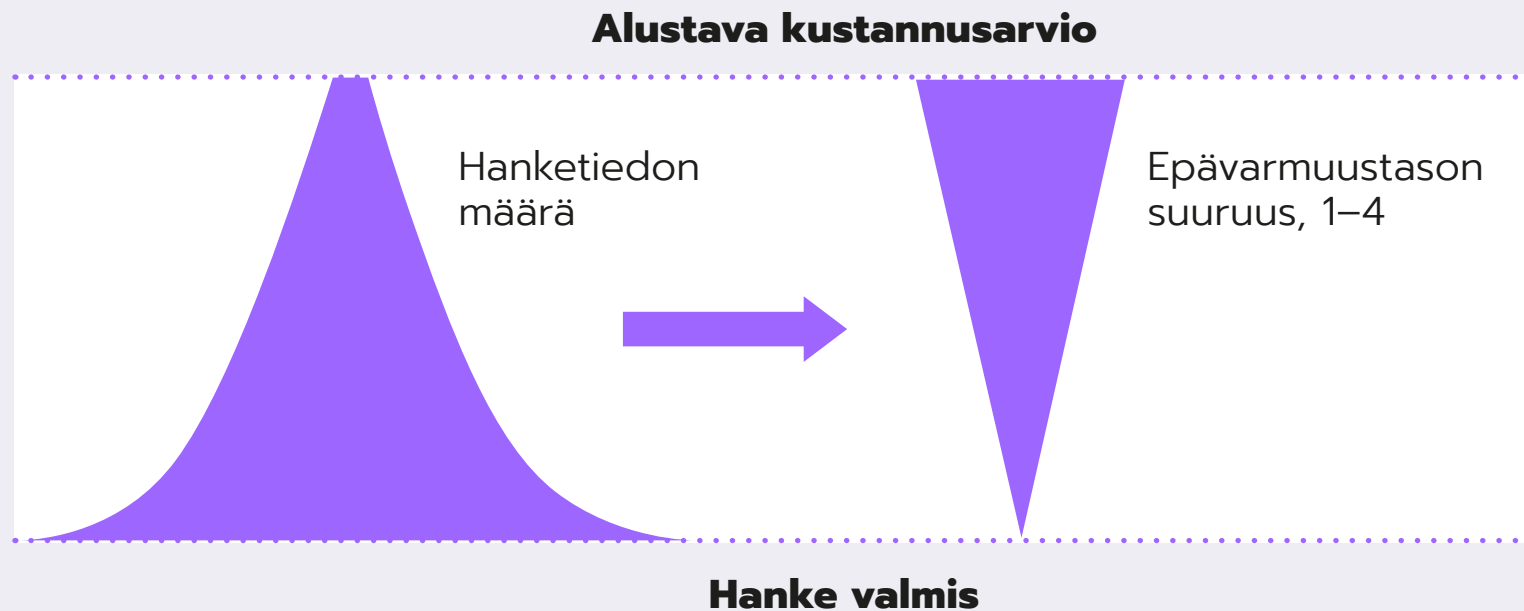 Alustava kustannusarvio
Hanketiedon
määrä
Epävarmuustason
suuruus, 1–4
Hanke valmis